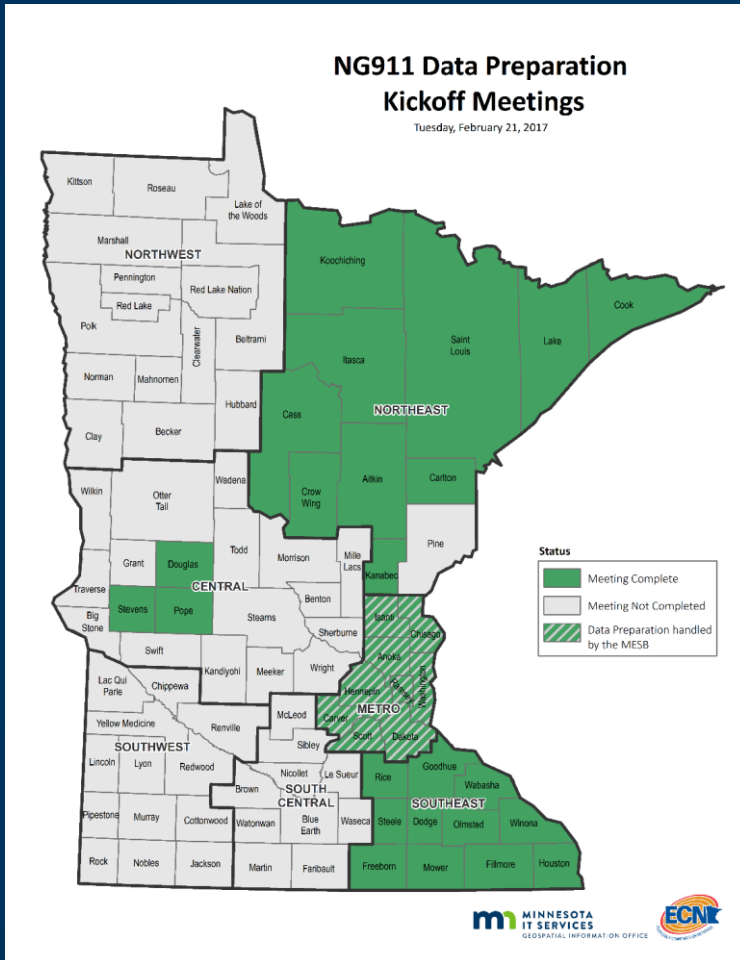 NG911 Data Preparation
Kickoff Meetings
Tuesday, February 21, 2017
Kittson
Roseau
Lake of
the Woods
Marshall
NORTHWEST
Pennington
Red Lake Nation
Red Lake
Polk
Clearwater
Beltrami
Norman
Mahnomen
Hubbard
Clay
Becker
Koochiching
Cook
Saint
Louis
Lake
Itasca
Cass
NORTHEAST
Aitkin
Carlton
Crow
Wing
Pine
Kanabec
Wilkin
Otter
Tail
Wadena
Todd
Morrison
Mille
Lacs
Grant
Douglas
CENTRAL
Traverse
Benton
Big
Stone
Stevens
Pope
Stearns
Sherburne
Swift
Kandiyohi
Meeker
Wright
Status
Meeting Complete
Meeting Not Completed
Data Preparation handled
by the MESB
Isanti
Chisago
Anoka
Hennepin
Ramsey
Washington
METRO
Carver
Scott
Dakota
Lac Qui
Parle
Chippewa
Yellow Medicine
Renville
SOUTHWEST
Lincoln
Lyon
Redwood
Pipestone
Murray
Cottonwood
Rock
Nobles
Jackson
McLeod
Sibley
Nicollet
Le Sueur
Brown
SOUTH
CENTRAL
Watonwan
Blue
Earth
Waseca
Martin
Faribault
Rice
Goodhue
Wabasha
SOUTHEAST
Steele
Dodge
Olmsted
Winona
Freeborn
Mower
Fillmore
Houston
MINNESOTA
IT SERVICES
GEOSPATIAL INFORMATION OFFICE
ECN